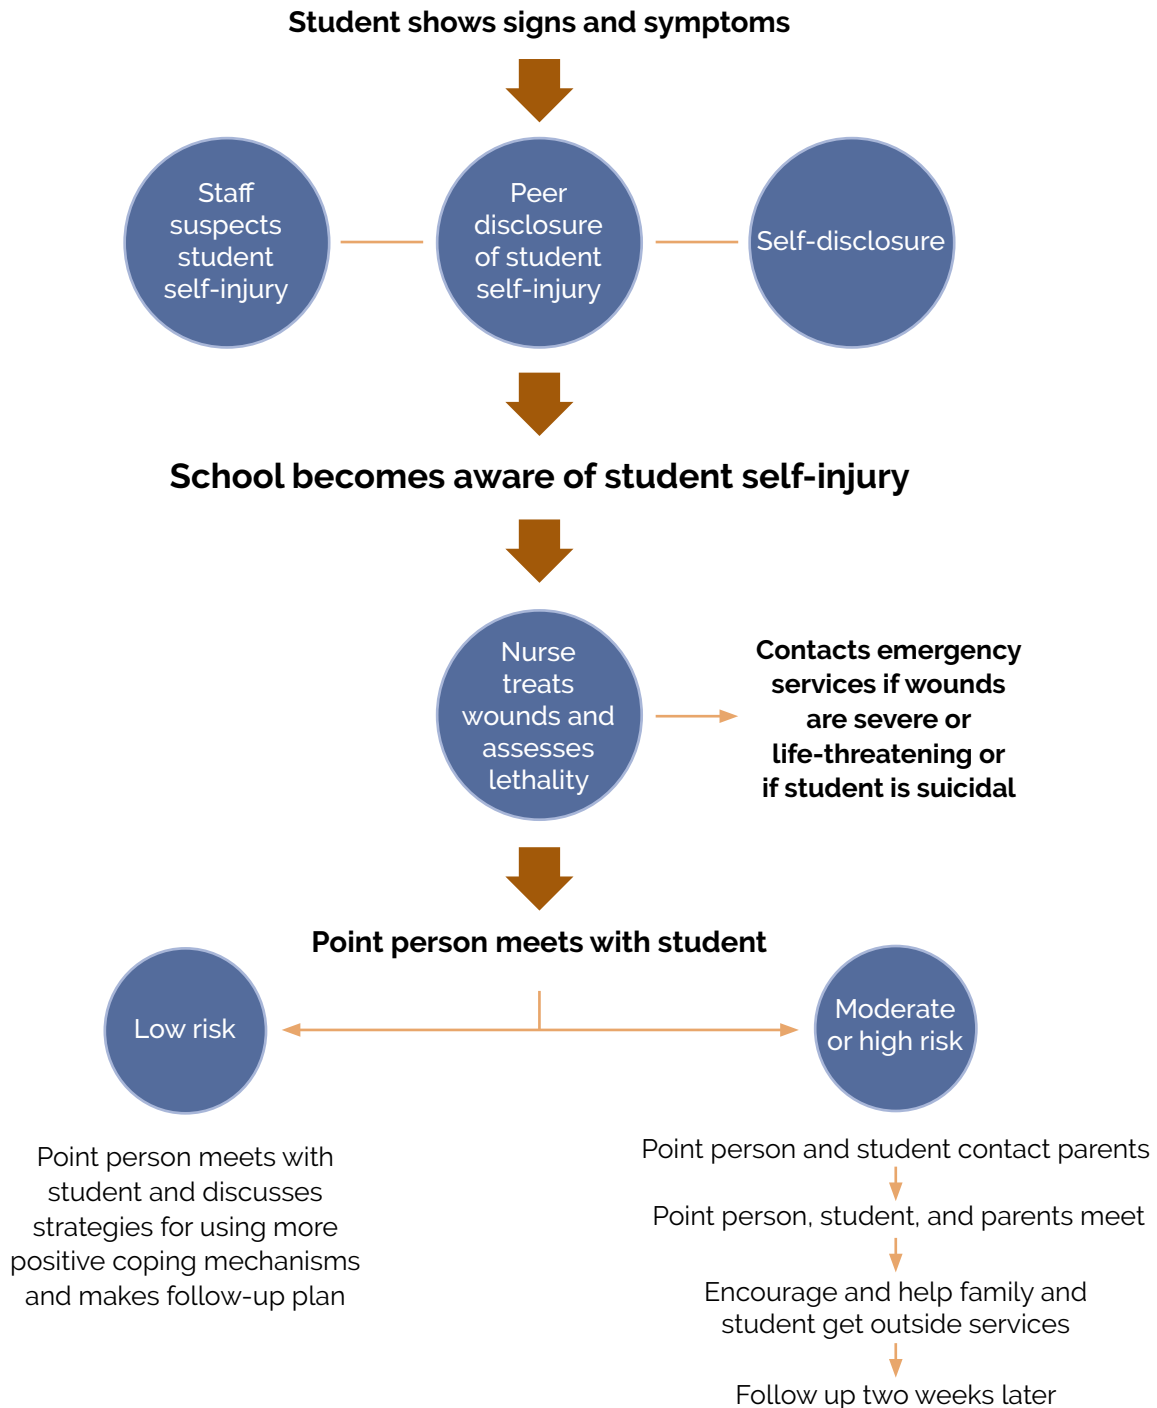 Student shows signs and symptoms
Staff
suspects
student
self-injury
Peer
disclosure
of student
self-injury
Self-disclosure
School becomes aware of student self-injury
Nurse
treats
wounds and
assesses
lethality
Contacts emergency
services if wounds
are severe or
life-threatening or
if student is suicidal
Point person meets with student
Low risk
Point person meets with
student and discusses
strategies for using more
positive coping mechanisms
and makes follow-up plan
Moderate
or high risk
Point person and student contact parents
Point person, student, and parents meet
Encourage and help family and
student get outside services
Follow up two weeks later